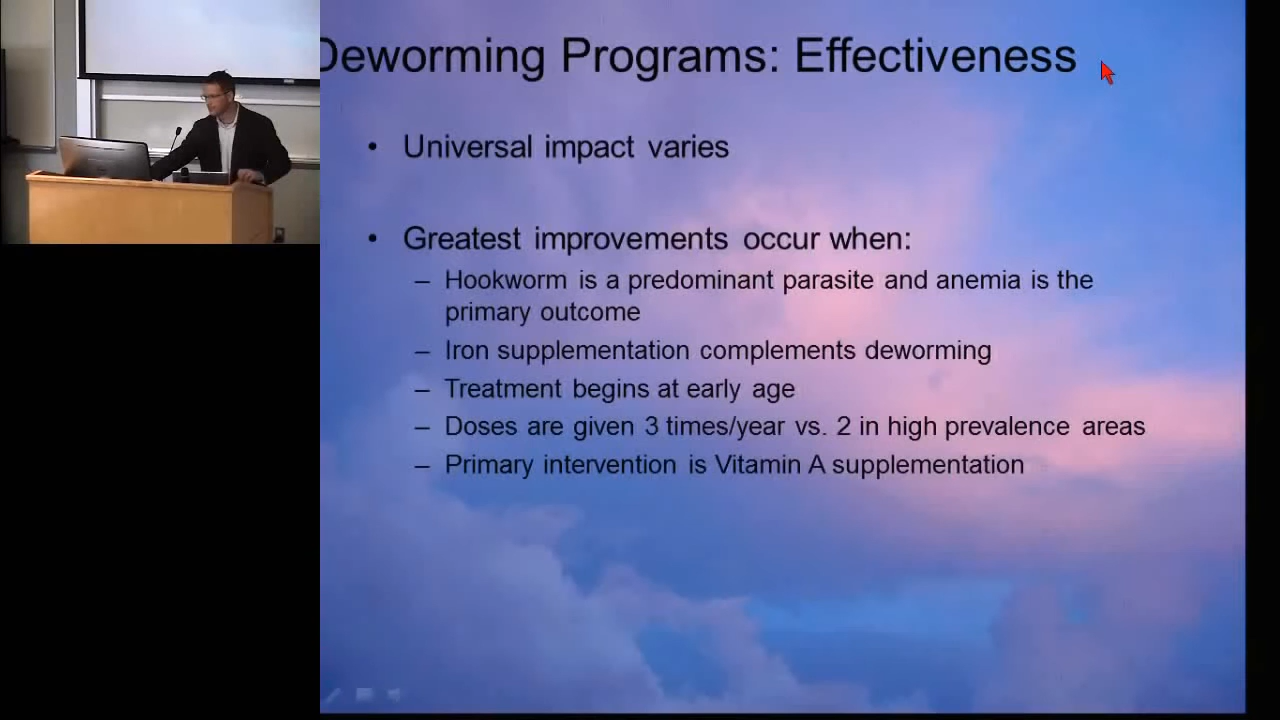 Deworming Programs: Effectiveness
• Universal impact varies
• Greatest improvements occur when:
– Hookworm is a predominant parasite and anemia is the
primary outcome
– Iron supplementation complements deworming
– Treatment begins at early age
– Doses are given 3 times/year vs. 2 in high prevalence areas
– Primary intervention is Vitamin A supplementation